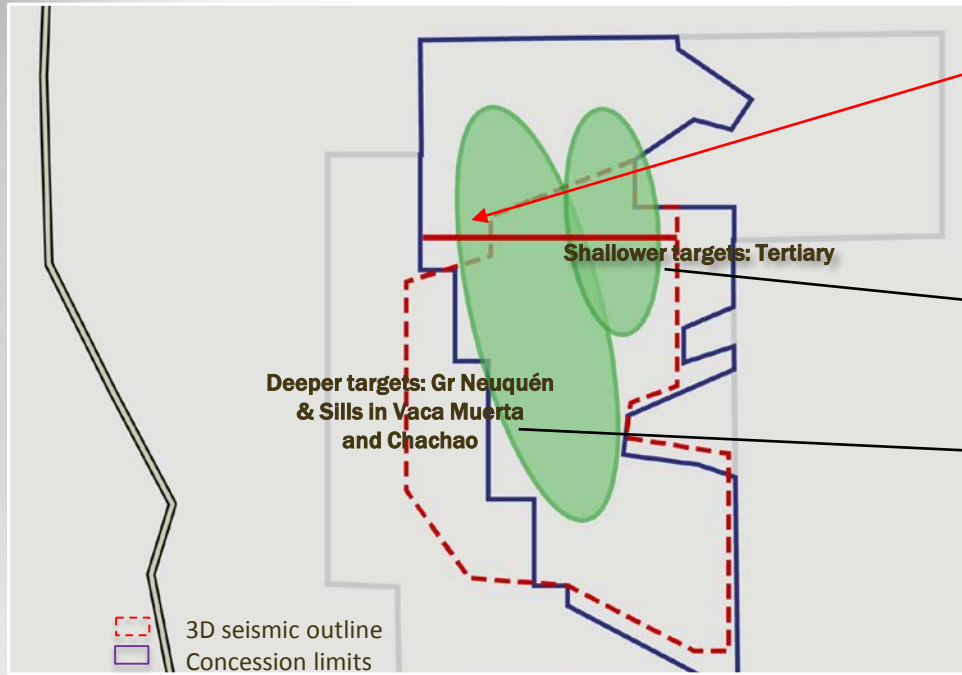 Shallower targets: Tertiary
Deeper targets: Gr Neuquén
& Sills in Vaca Muerta
and Chachao
3D seismic outline
Concession limits